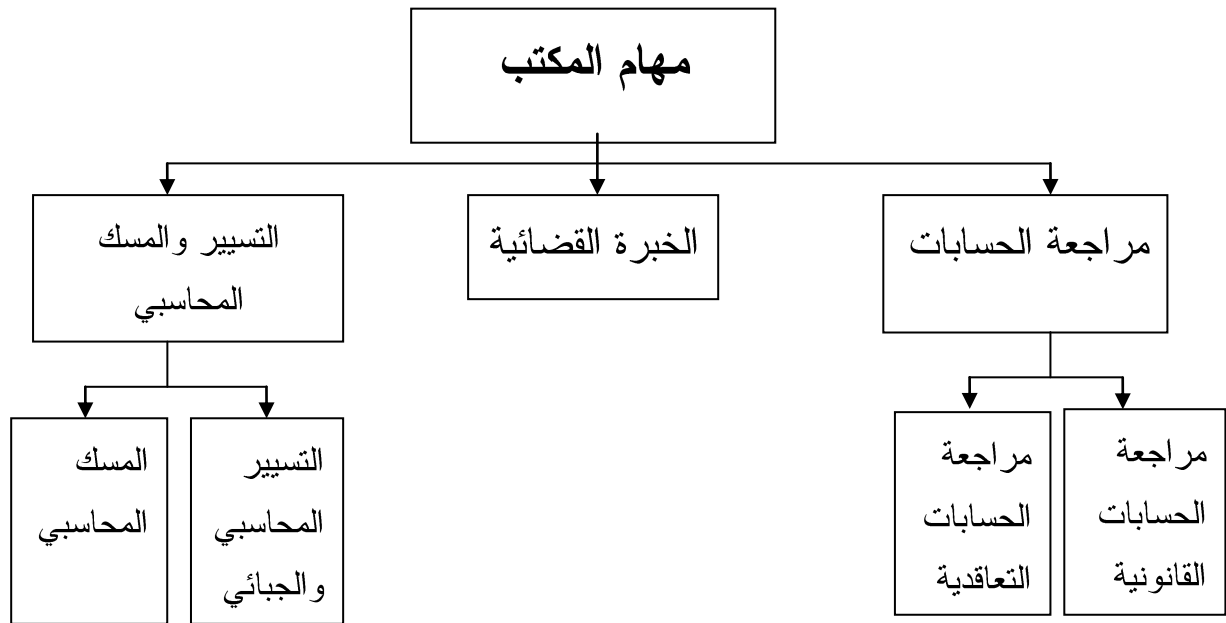 مهام المكتب
مراجعة الحسابات
الخبرة القضائية
التسيير والمسك
المحاسبي
مراجعة
الحسابات
القانونية
مراجعة
الحسابات
التعاقدية
التسيير
المحاسبي
والجبائي
المسك
المحاسبي